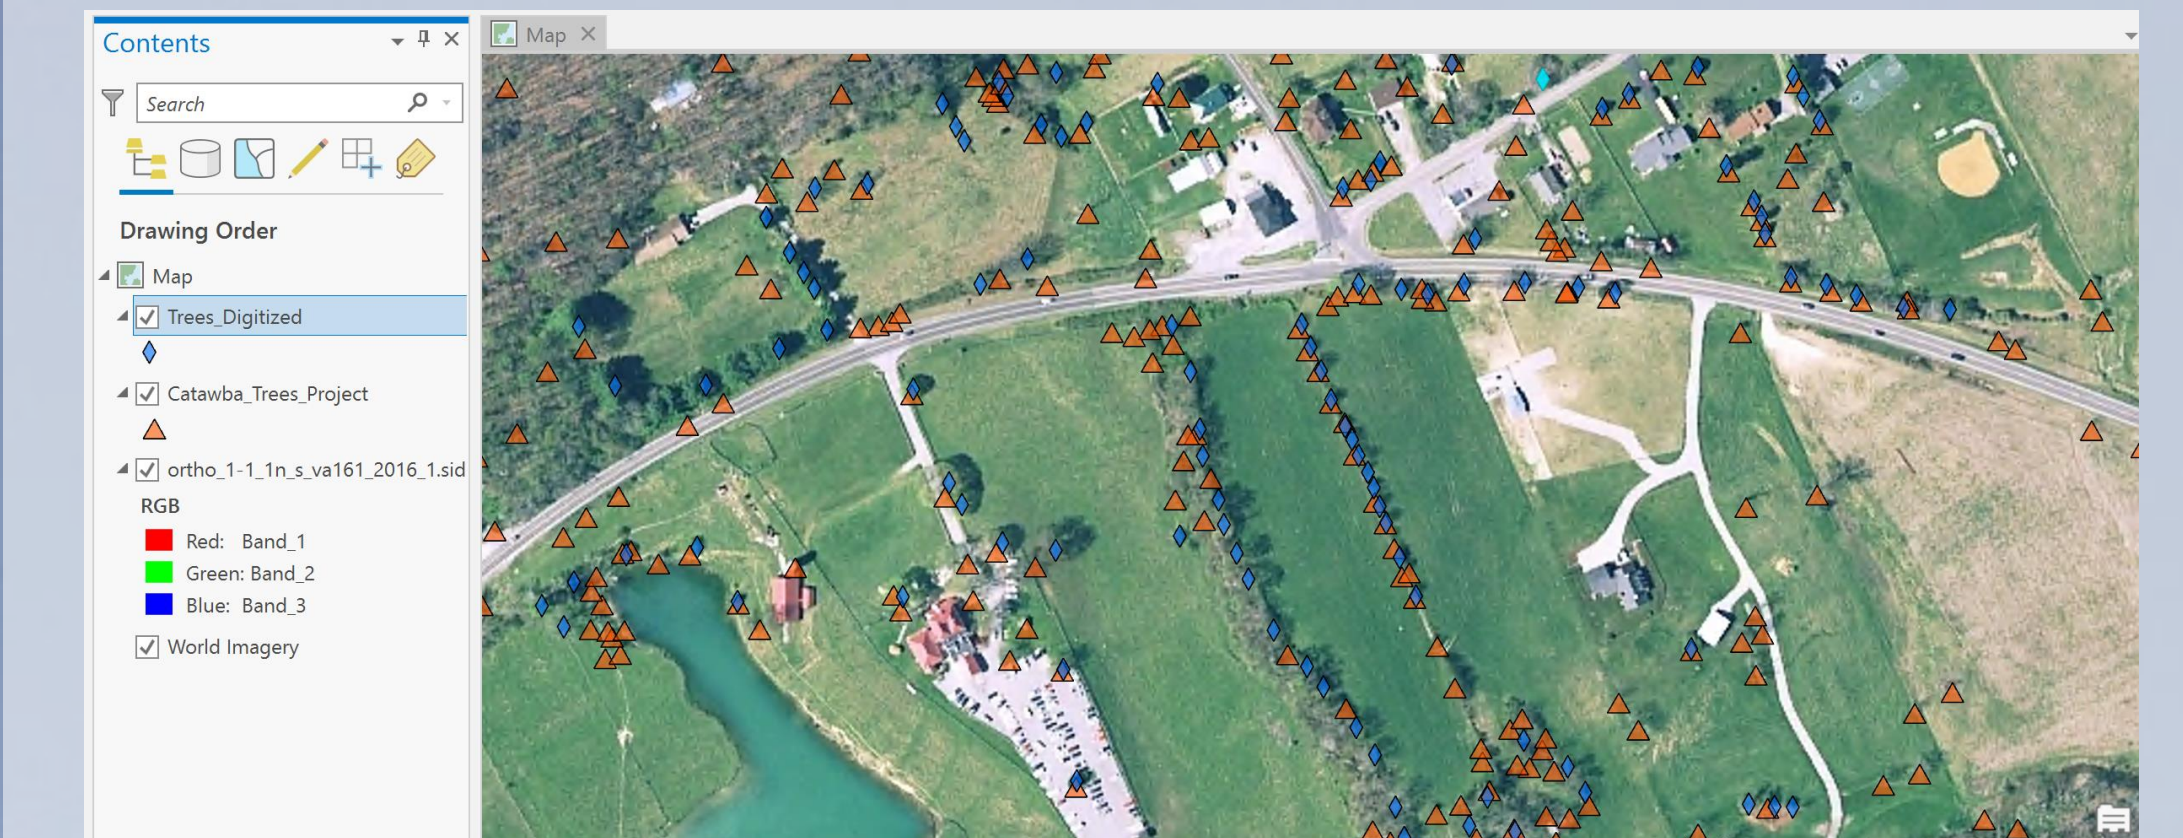 Contents
Map
Search
Drawing Order
Map
Trees_Digitized
Catawba_Trees_Project
ortho_1-1_1n_s_va161_2016_1.sid
RGB
Red: Band_1
Green: Band_2
Blue: Band_3
World Imagery